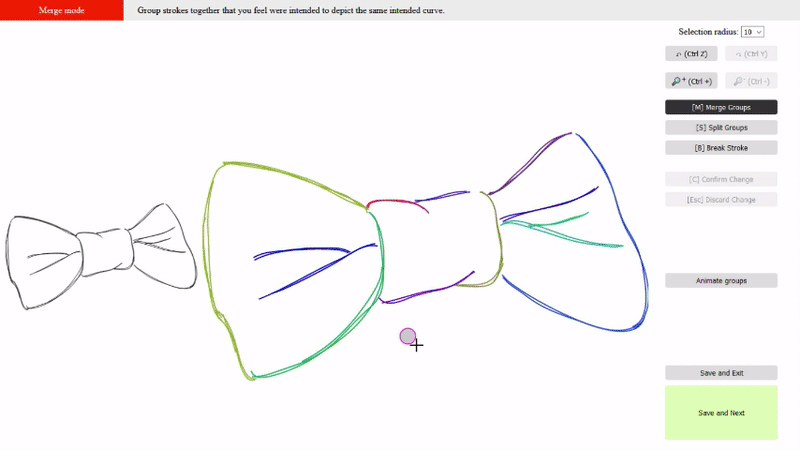 Merge mode
Group strokes together that you feel were intended to depict the same intended curve.
Selection radius: 10
(Ctrl Z)
(Ctrl Y)
(Ctrl +)
(Ctrl -)
[M] Merge Groups
[S] Split Groups
[B] Break Stroke
[C] Confirm Change
[Esc] Discard Change
Animate groups
Save and Exit
Save and Next